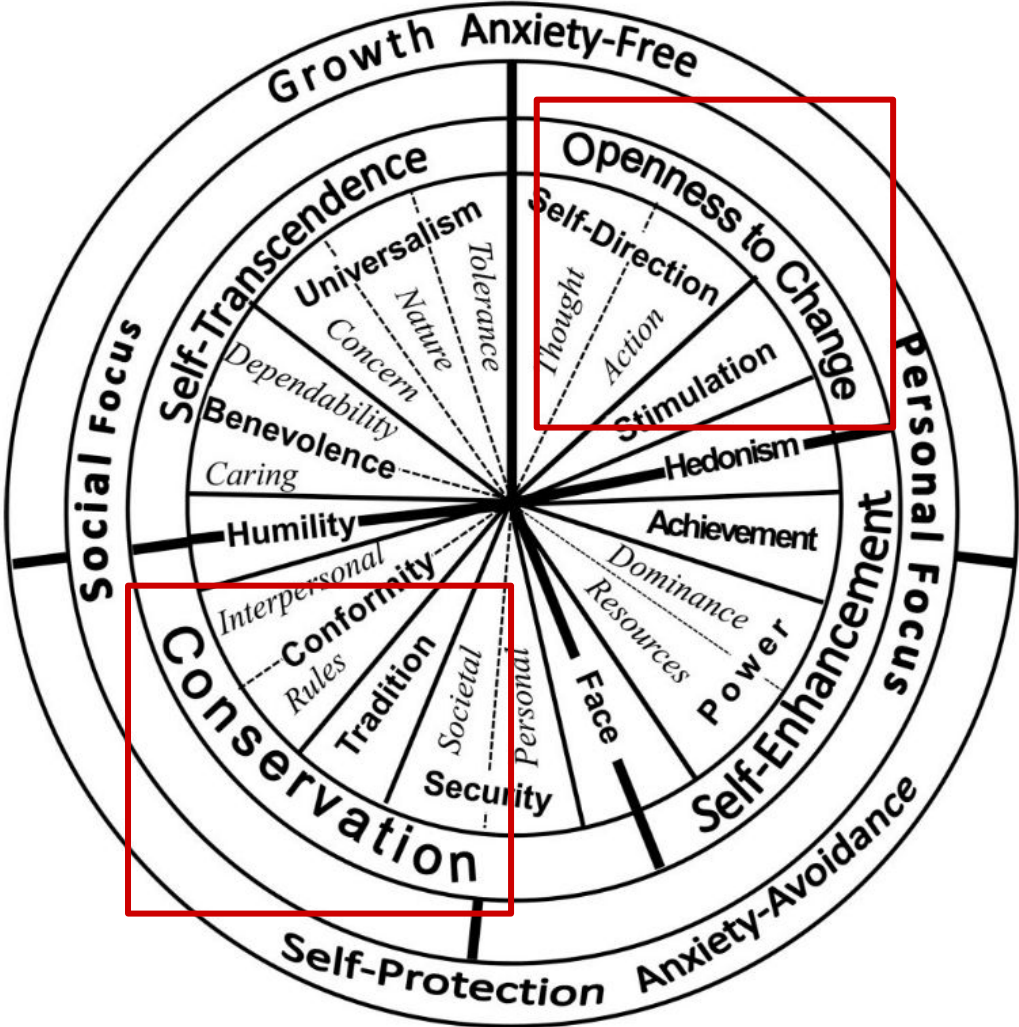 Growth Anxiety-Free
Social Focus
Personal Focus
Self-Protection Anxiety-Avoidance
Self-Transcendence
Openness to Change
Conservation
Self-Enhancement
Universalism
Tolerance
Nature
Concern
Dependability
Benevolence
Caring
Humility
Interpersonal
Conformity
Rules
Tradition
Societal
Security
Personal
Face
Resources
Dominance
Power
Achievement
Hedonism
Stimulation
Self-Direction
Thought
Action